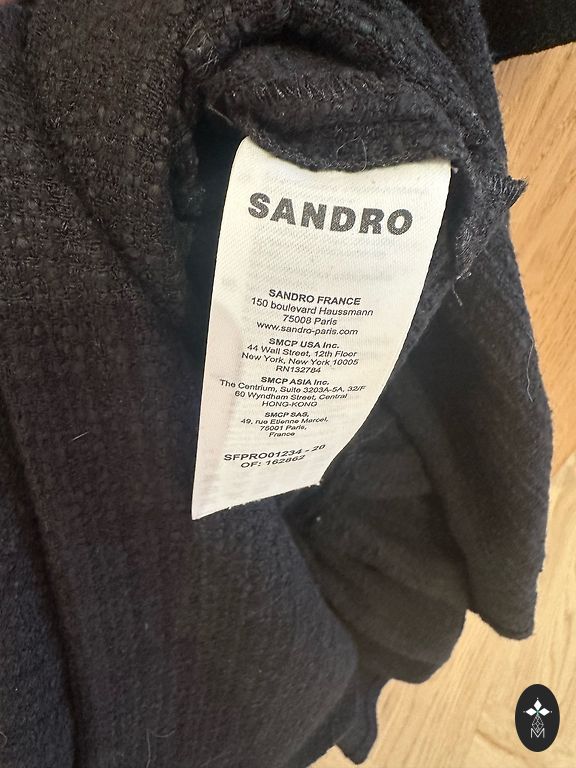 SANDRO
SANDRO FRANCE
150 boulevard Haussmann
75008 Paris
www.sandro-paris.com
SMCP USA Inc.
44 Wall Street, 12th Floor
New York, New York 10005
RN132784
SMCP ASIA Inc.
The Centrium, Suite 3203A-5A, 32/F
60 Wyndham Street, Central
HONG-KONG
SMCP SAS,
49, rue Etienne Marcel,
75001 Paris,
France
SFPRO01234 - 20
OF: 162862
M